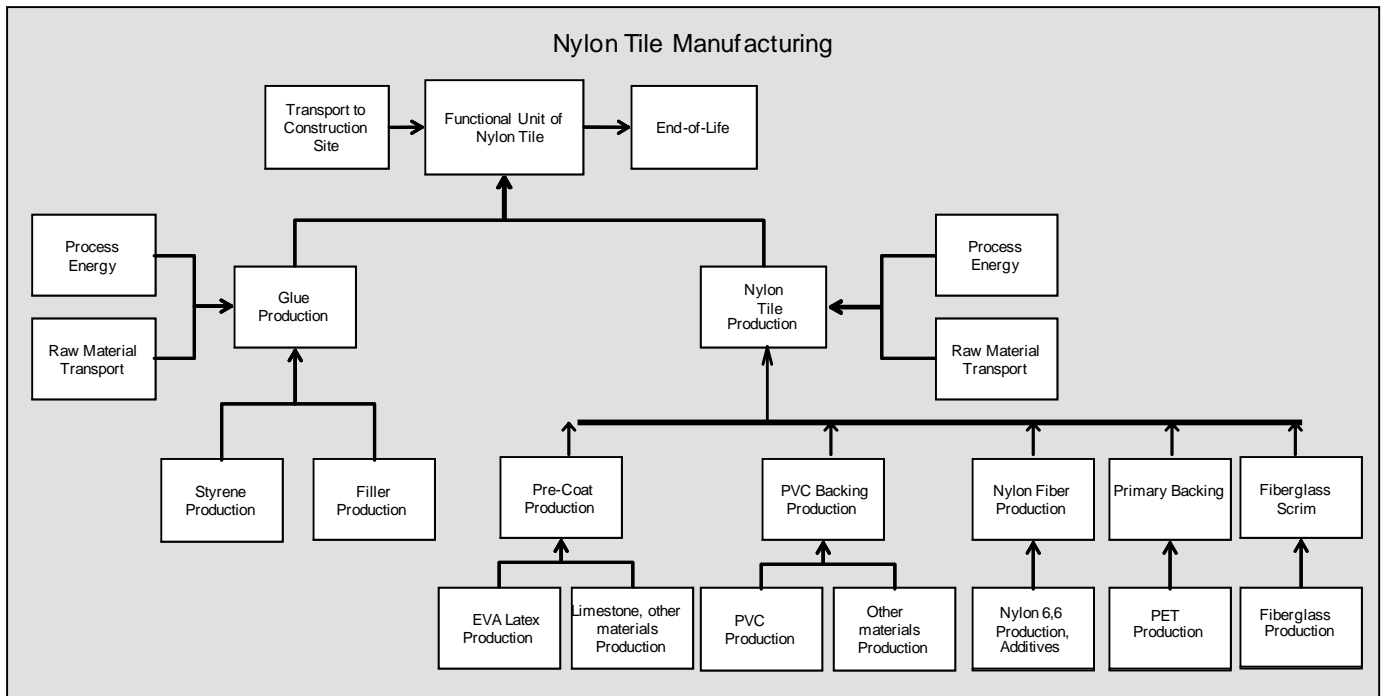 Nylon Tile Manufacturing
Transport to
Construction
Site
Functional Unit of
Nylon Tile
End-of-Life
Process
Energy
Process
Energy
Glue
Production
Nylon
Tile
Production
Raw Material
Transport
Raw Material
Transport
Styrene
Production
Filler
Production
Pre-Coat
Production
PVC Backing
Production
Nylon Fiber
Production
Primary Backing
Fiberglass
Scrim
EVA Latex
Production
Limestone, other
materials
Production
PVC
Production
Other
materials
Production
Nylon 6,6
Production,
Additives
PET
Production
Fiberglass
Production